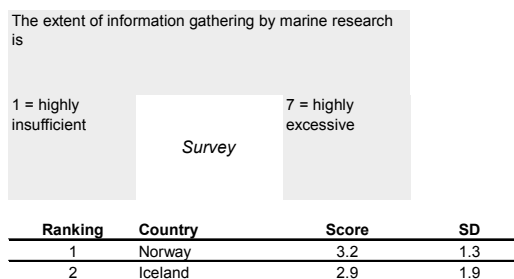 The extent of information gathering by marine research
is
1 = highly
insufficient
Survey
7 = highly
excessive
Ranking Country Score SD
1 Norway 3.2 1.3
2 Iceland 2.9 1.9